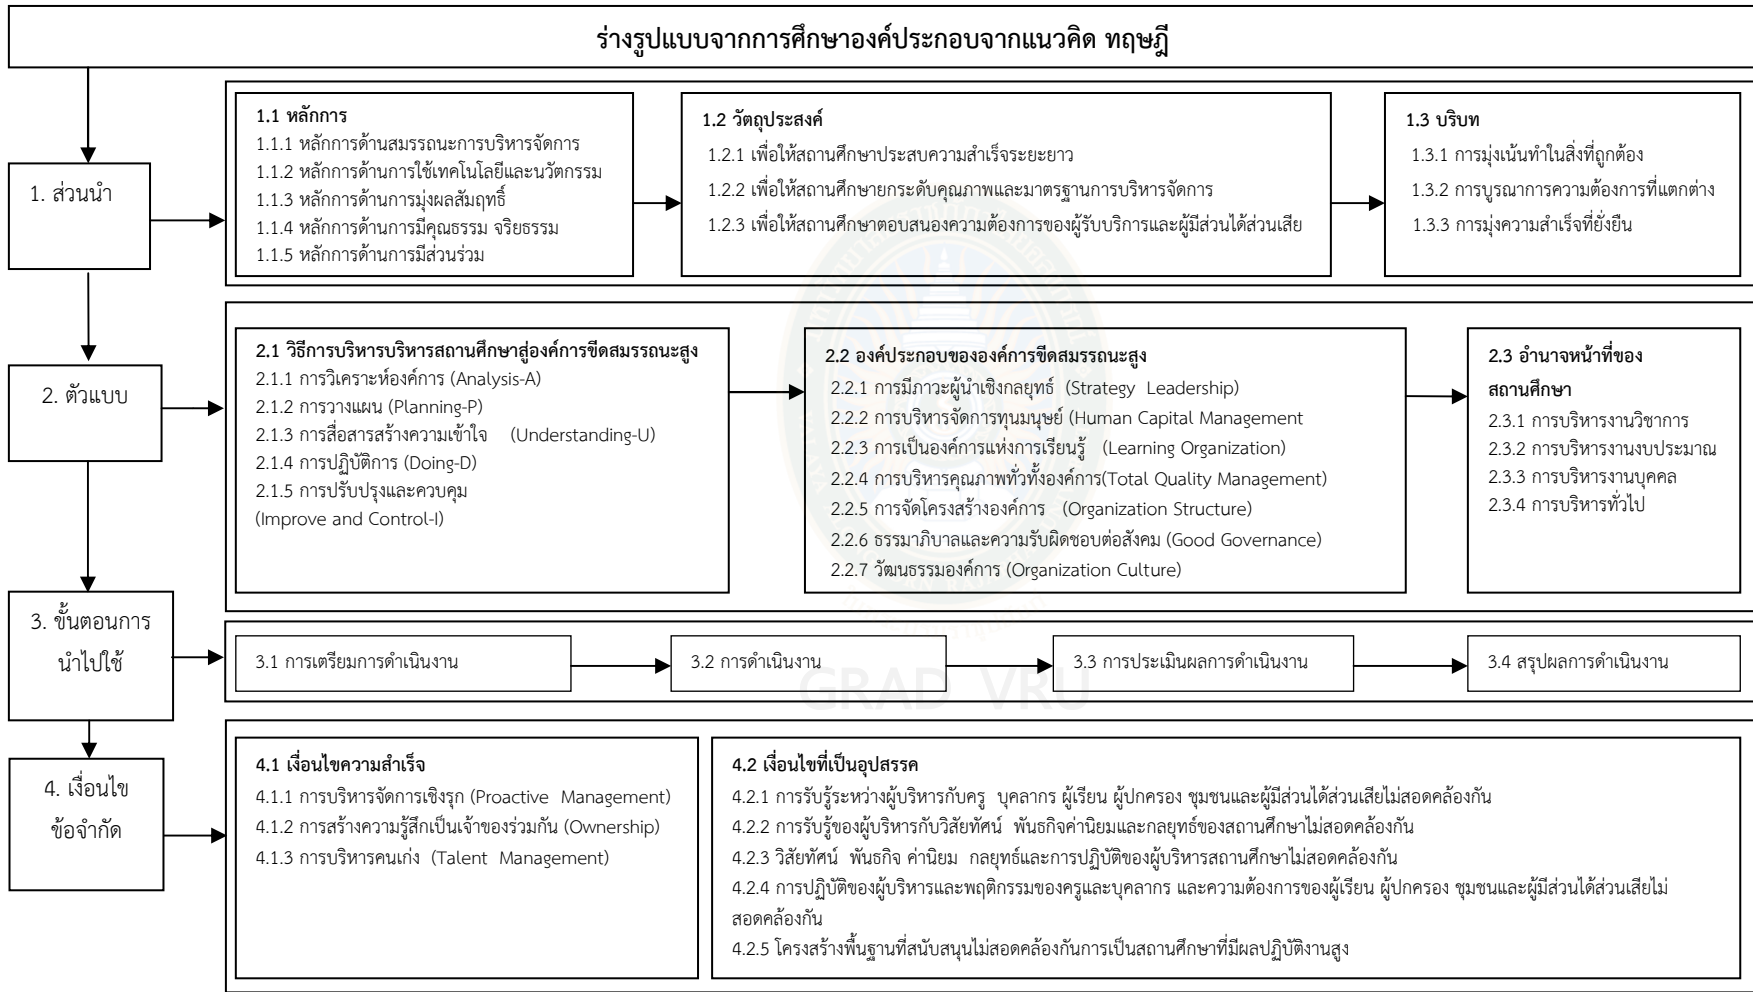 ร่างรูปแบบจากการศึกษาองค์ประกอบจากแนวคิด ทฤษฎี
1. ส่วนนำ
1.1 หลักการ
1.1.1 หลักการด้านสมรรถนะการบริหารจัดการ
1.1.2 หลักการด้านการใช้เทคโนโลยีและนวัตกรรม
1.1.3 หลักการด้านการมุ่งผลสัมฤทธิ์
1.1.4 หลักการด้านการมีคุณธรรม จริยธรรม
1.1.5 หลักการด้านการมีส่วนร่วม
1.2 วัตถุประสงค์
1.2.1 เพื่อให้สถานศึกษาประสบความสำเร็จระยะยาว
1.2.2 เพื่อให้สถานศึกษายกระดับคุณภาพและมาตรฐานการบริหารจัดการ
1.2.3 เพื่อให้สถานศึกษาตอบสนองความต้องการของผู้รับบริการและผู้มีส่วนได้ส่วนเสีย
1.3 บริบท
1.3.1 การมุ่งเน้นทำในสิ่งที่ถูกต้อง
1.3.2 การบูรณาการความต้องการที่แตกต่าง
1.3.3 การมุ่งความสำเร็จที่ยั่งยืน
2. ตัวแบบ
2.1 วิธีการบริหารบริหารสถานศึกษาสู่องค์การขีดสมรรถนะสูง
2.1.1 การวิเคราะห์องค์การ (Analysis-A)
2.1.2 การวางแผน (Planning-P)
2.1.3 การสื่อสารสร้างความเข้าใจ (Understanding-U)
2.1.4 การปฏิบัติการ (Doing-D)
2.1.5 การปรับปรุงและควบคุม
(Improve and Control-I)
2.2 องค์ประกอบขององค์การขีดสมรรถนะสูง
2.2.1 การมีภาวะผู้นำเชิงกลยุทธ์ (Strategy Leadership)
2.2.2 การบริหารจัดการทุนมนุษย์ (Human Capital Management
2.2.3 การเป็นองค์การแห่งการเรียนรู้ (Learning Organization)
2.2.4 การบริหารคุณภาพทั่วทั้งองค์การ(Total Quality Management)
2.2.5 การจัดโครงสร้างองค์การ (Organization Structure)
2.2.6 ธรรมาภิบาลและความรับผิดชอบต่อสังคม (Good Governance)
2.2.7 วัฒนธรรมองค์การ (Organization Culture)
2.3 อำนาจหน้าที่ของ
สถานศึกษา
2.3.1 การบริหารงานวิชาการ
2.3.2 การบริหารงานงบประมาณ
2.3.3 การบริหารงานบุคคล
2.3.4 การบริหารทั่วไป
3. ขั้นตอนการ
นำไปใช้
3.1 การเตรียมการดำเนินงาน
3.2 การดำเนินงาน
3.3 การประเมินผลการดำเนินงาน
3.4 สรุปผลการดำเนินงาน
GRAD VRU
4. เงื่อนไข
ข้อจำกัด
4.1 เงื่อนไขความสำเร็จ
4.1.1 การบริหารจัดการเชิงรุก (Proactive Management)
4.1.2 การสร้างความรู้สึกเป็นเจ้าของร่วมกัน (Ownership)
4.1.3 การบริหารคนเก่ง (Talent Management)
4.2 เงื่อนไขที่เป็นอุปสรรค
4.2.1 การรับรู้ระหว่างผู้บริหารกับครู บุคลากร ผู้เรียน ผู้ปกครอง ชุมชนและผู้มีส่วนได้ส่วนเสียไม่สอดคล้องกัน
4.2.2 การรับรู้ของผู้บริหารกับวิสัยทัศน์ พันธกิจค่านิยมและกลยุทธ์ของสถานศึกษาไม่สอดคล้องกัน
4.2.3 วิสัยทัศน์ พันธกิจ ค่านิยม กลยุทธ์และการปฏิบัติของผู้บริหารสถานศึกษาไม่สอดคล้องกัน
4.2.4 การปฏิบัติของผู้บริหารและพฤติกรรมของครูและบุคลากร และความต้องการของผู้เรียน ผู้ปกครอง ชุมชนและผู้มีส่วนได้ส่วนเสียไม่
สอดคล้องกัน
4.2.5 โครงสร้างพื้นฐานที่สนับสนุนไม่สอดคล้องกันการเป็นสถานศึกษาที่มีผลปฏิบัติงานสูง